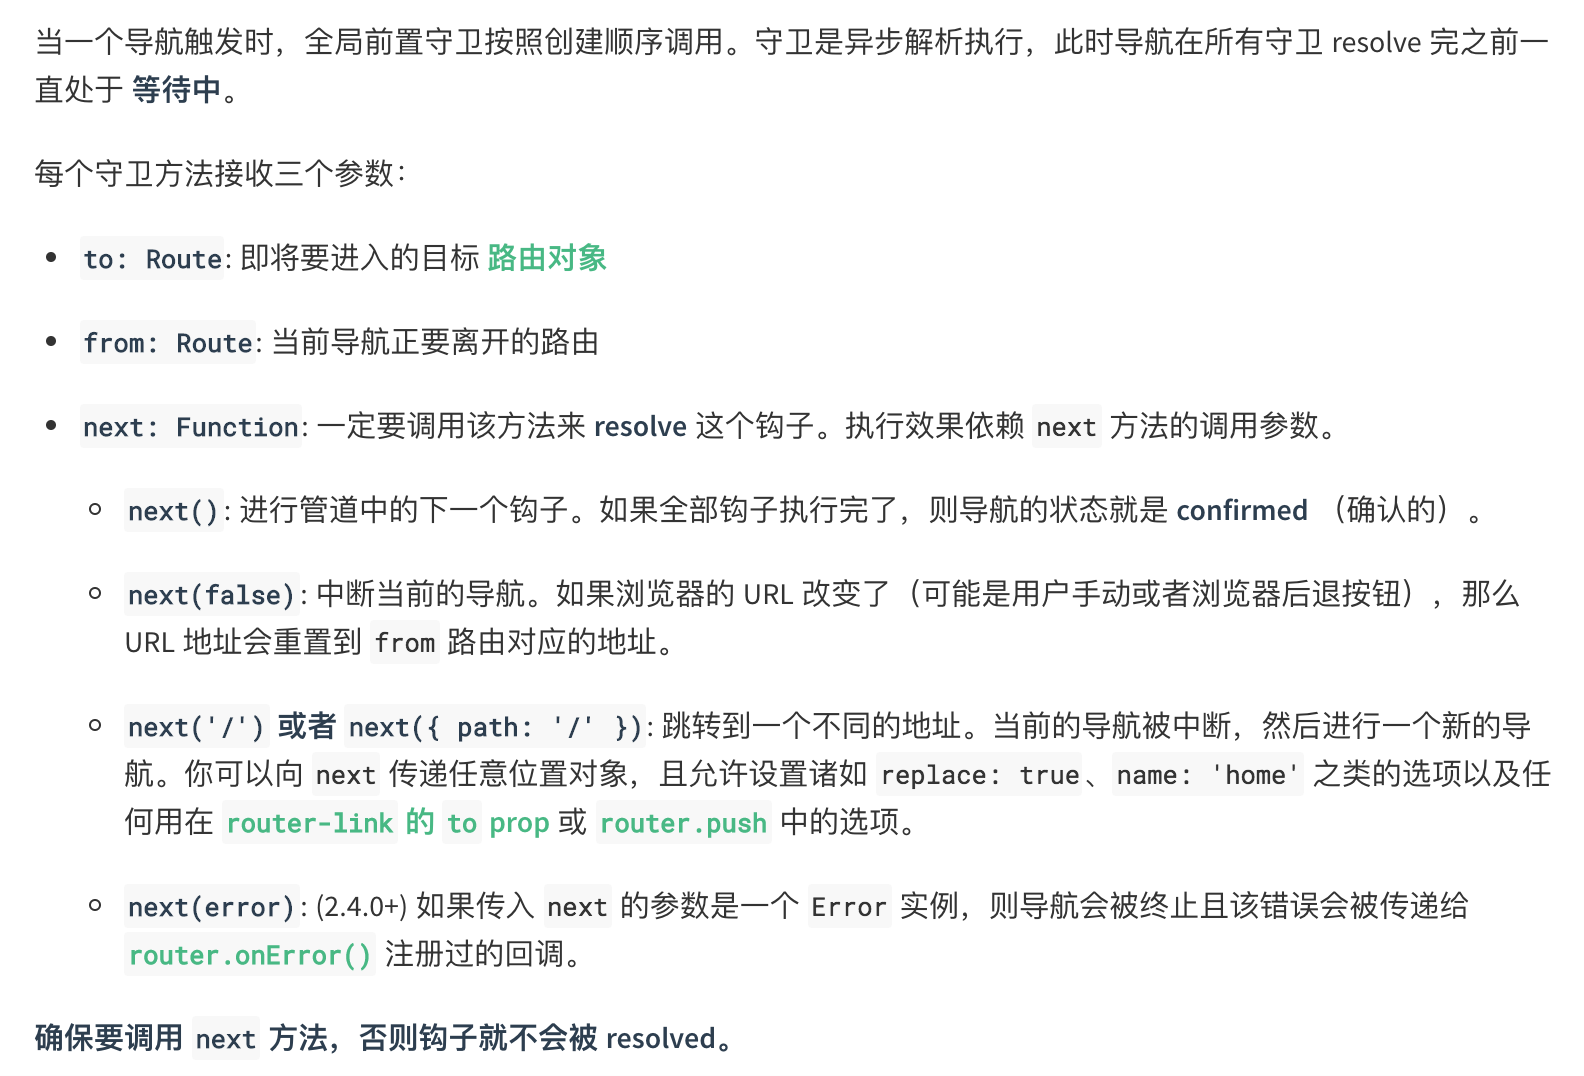 当一个导航触发时，全局前置守卫按照创建顺序调用。守卫是异步解析执行，此时导航在所有守卫 resolve 完之前一
直处于 等待中。
每个守卫方法接收三个参数：
• to: Route: 即将要进入的目标 路由对象
• from: Route: 当前导航正要离开的路由
• next: Function: 一定要调用该方法来 resolve 这个钩子。执行效果依赖 next 方法的调用参数。
◦ next(): 进行管道中的下一个钩子。如果全部钩子执行完了，则导航的状态就是 confirmed （确认的）。
◦ next(false): 中断当前的导航。如果浏览器的 URL 改变了（可能是用户手动或者浏览器后退按钮），那么
URL 地址会重置到 from 路由对应的地址。
◦ next('/') 或者 next({ path: '/' }): 跳转到一个不同的地址。当前的导航被中断，然后进行一个新的导
航。你可以向 next 传递任意位置对象，且允许设置诸如 replace: true、name: 'home' 之类的选项以及任
何用在 router-link 的 to prop 或 router.push 中的选项。
◦ next(error): (2.4.0+) 如果传入 next 的参数是一个 Error 实例，则导航会被终止且该错误会被传递给
router.onError() 注册过的回调。
确保要调用 next 方法，否则钩子就不会被 resolved。